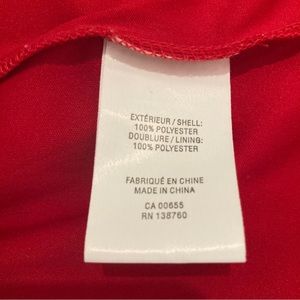 EXTÉRIEUR / SHELL:
100% POLYESTER
DOUBLURE / LINING:
100% POLYESTER
FABRIQUÉ EN CHINE
MADE IN CHINA
CA 00655
RN 138760